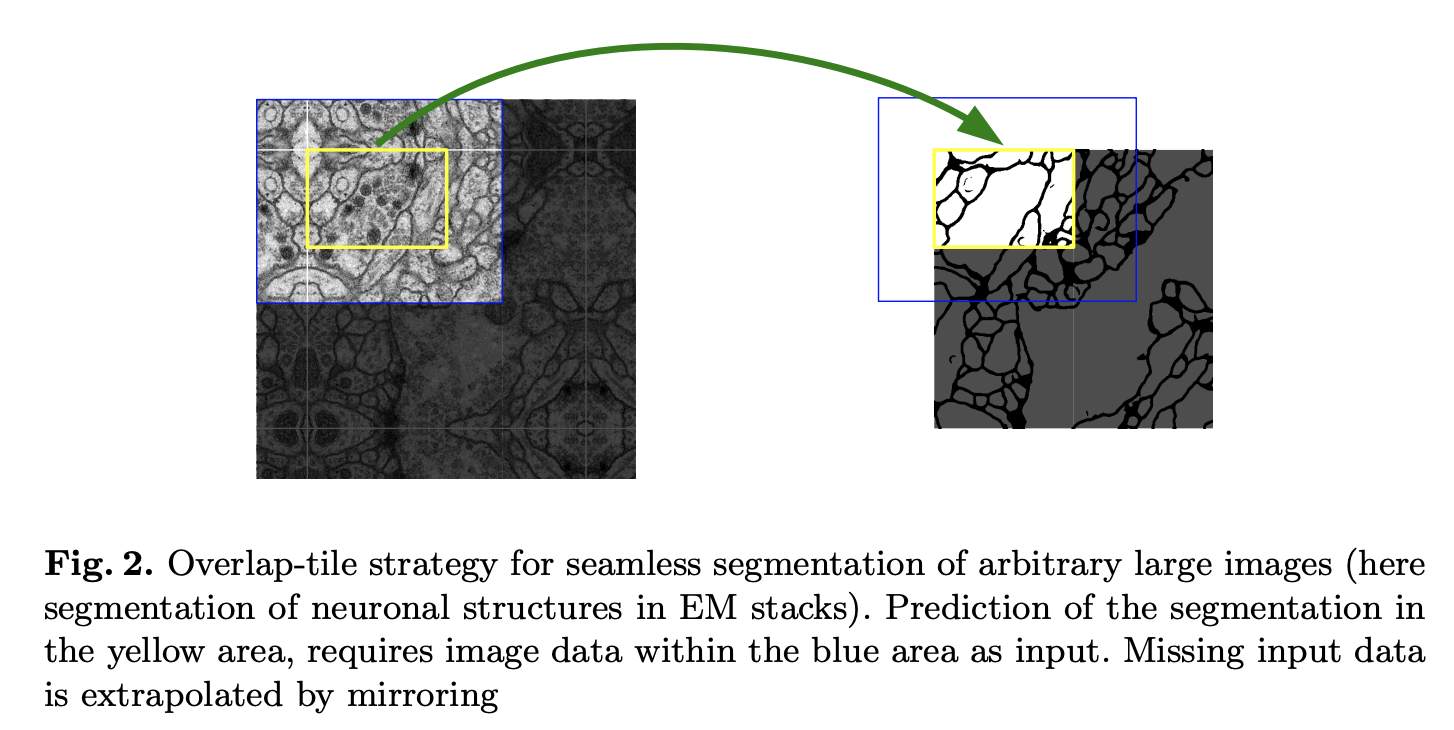 Fig. 2. Overlap-tile strategy for seamless segmentation of arbitrary large images (here
segmentation of neuronal structures in EM stacks). Prediction of the segmentation in
the yellow area, requires image data within the blue area as input. Missing input data
is extrapolated by mirroring